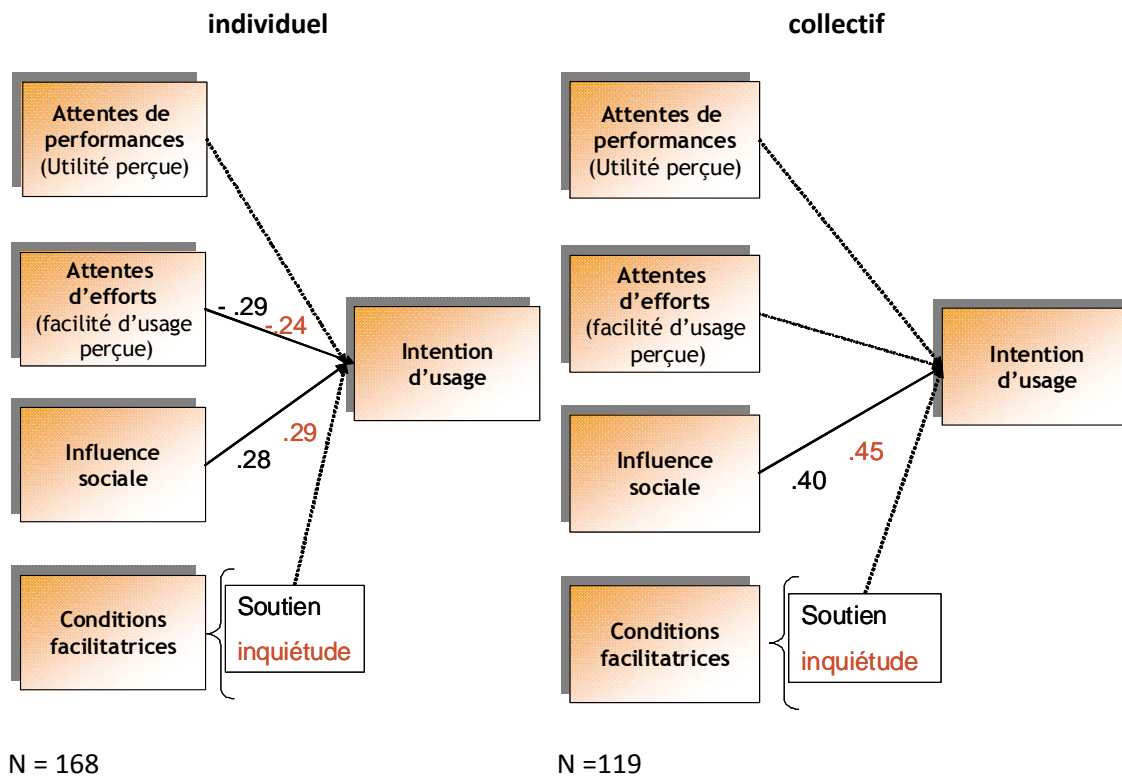 individuel
Attentes de
performances
(Utilité perçue)
Attentes
d’efforts
(facilité d’usage
perçue)
- .29
-.24
Intention
d’usage
Influence
sociale
.29
.28
Conditions
facilitatrices
Soutien
inquiétude
N = 168
collectif
Attentes de
performances
(Utilité perçue)
Attentes
d’efforts
(facilité d’usage
perçue)
Intention
d’usage
Influence
sociale
.45
.40
Conditions
facilitatrices
Soutien
inquiétude
N =119